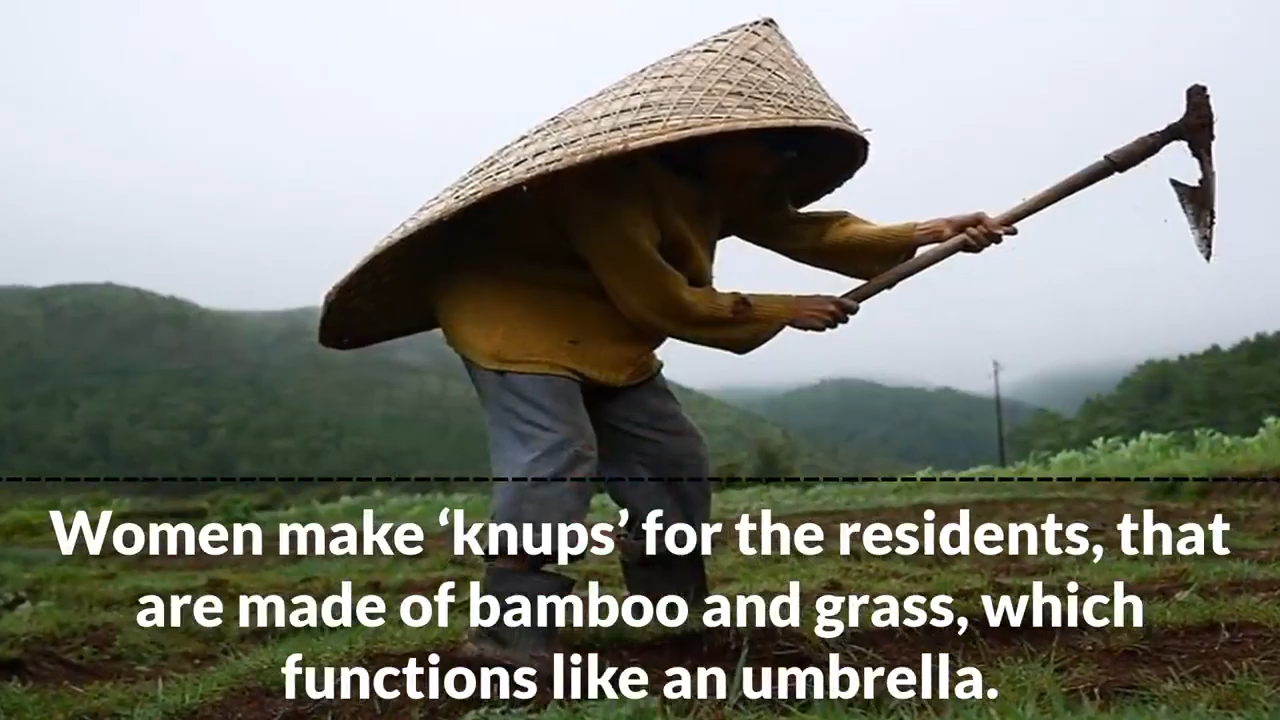 Women make ‘knups’ for the residents, that
are made of bamboo and grass, which
functions like an umbrella.